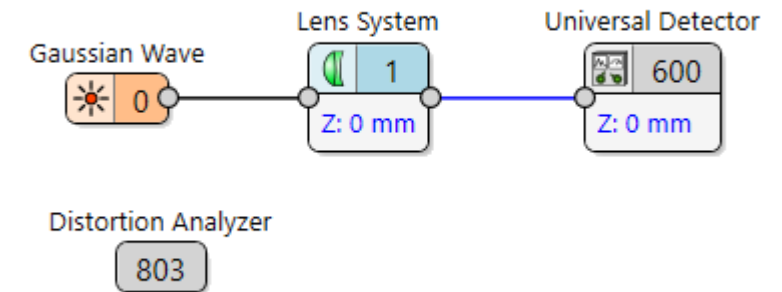 Lens System
Universal Detector
Gaussian Wave
0
1
600
Z: 0 mm
Z: 0 mm
Distortion Analyzer
803